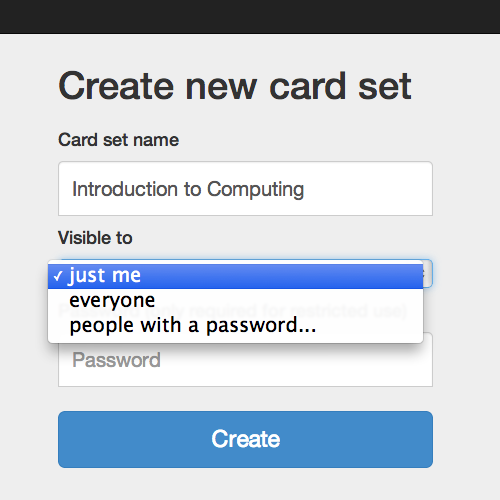 Create new card set
Card set name
Introduction to Computing
Visible to
✓ just me
everyone
people with a password...
Password
Create